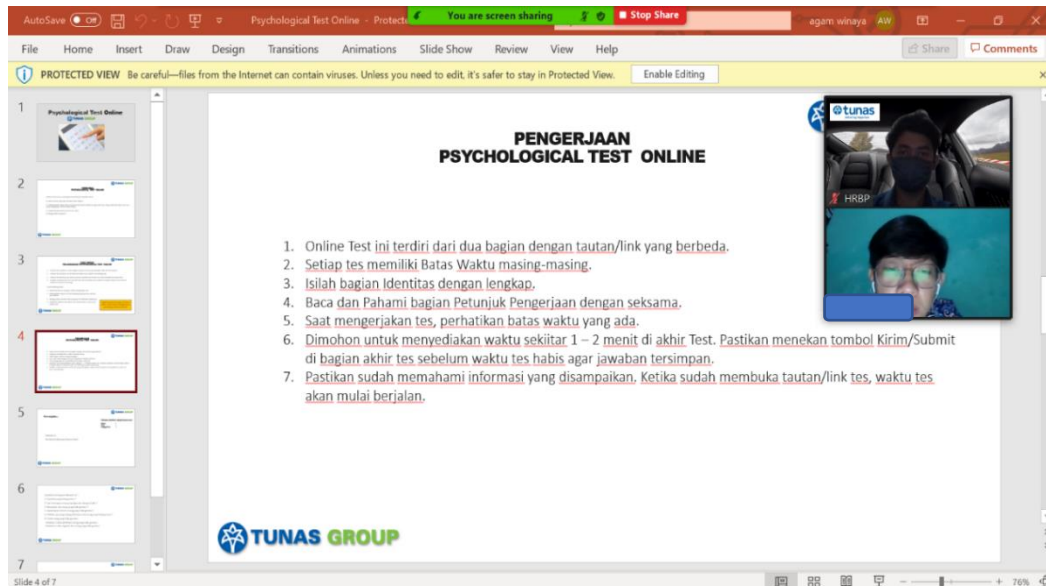 AutoSave Off
Psychological Test Online - Protecte
You are screen sharing
Stop Share
agam winaya AW
File Home Insert Draw Design Transitions Animations Slide Show Review View Help
Share Comments
PROTECTED VIEW Be careful—files from the Internet can contain viruses. Unless you need to edit, it's safer to stay in Protected View. Enable Editing
1
Psychological Test Online
2
3
4
5
6
7
PENGERJAAN
PSYCHOLOGICAL TEST ONLINE
1. Online Test ini terdiri dari dua bagian dengan tautan/link yang berbeda.
2. Setiap tes memiliki Batas Waktu masing-masing.
3. Isilah bagian Identitas dengan lengkap.
4. Baca dan Pahami bagian Petunjuk Pengerjaan dengan seksama.
5. Saat mengerjakan tes, perhatikan batas waktu yang ada.
6. Dimohon untuk menyediakan waktu sekiitar 1 – 2 menit di akhir Test. Pastikan menekan tombol Kirim/Submit
di bagian akhir tes sebelum waktu tes habis agar jawaban tersimpan.
7. Pastikan sudah memahami informasi yang disampaikan. Ketika sudah membuka tautan/link tes, waktu tes
akan mulai berjalan.
TUNAS GROUP
tunas
HRBP
Slide 4 of 7
76%